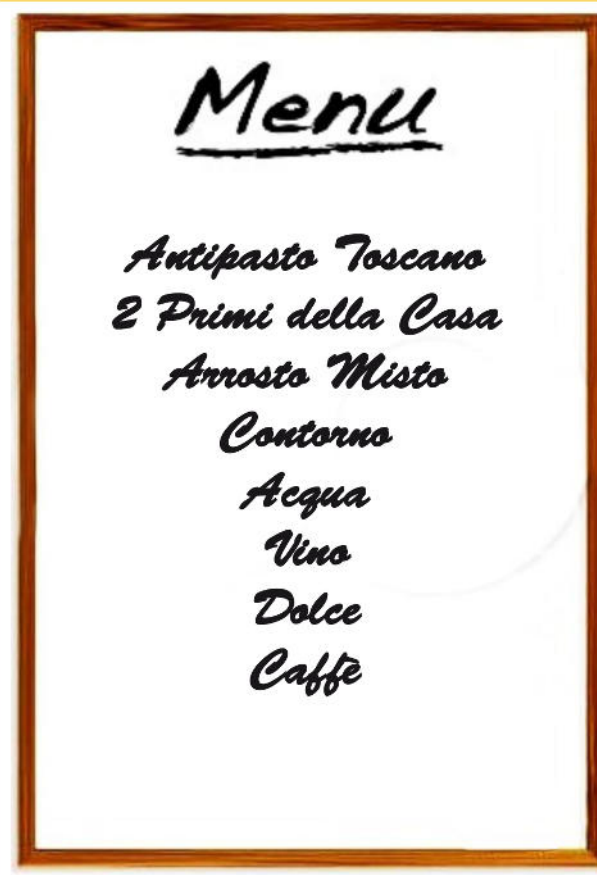 Menu
Antipasto Toscano
2 Primi della Casa
Arrosto Misto
Contorno
Acqua
Vino
Dolce
Caffè